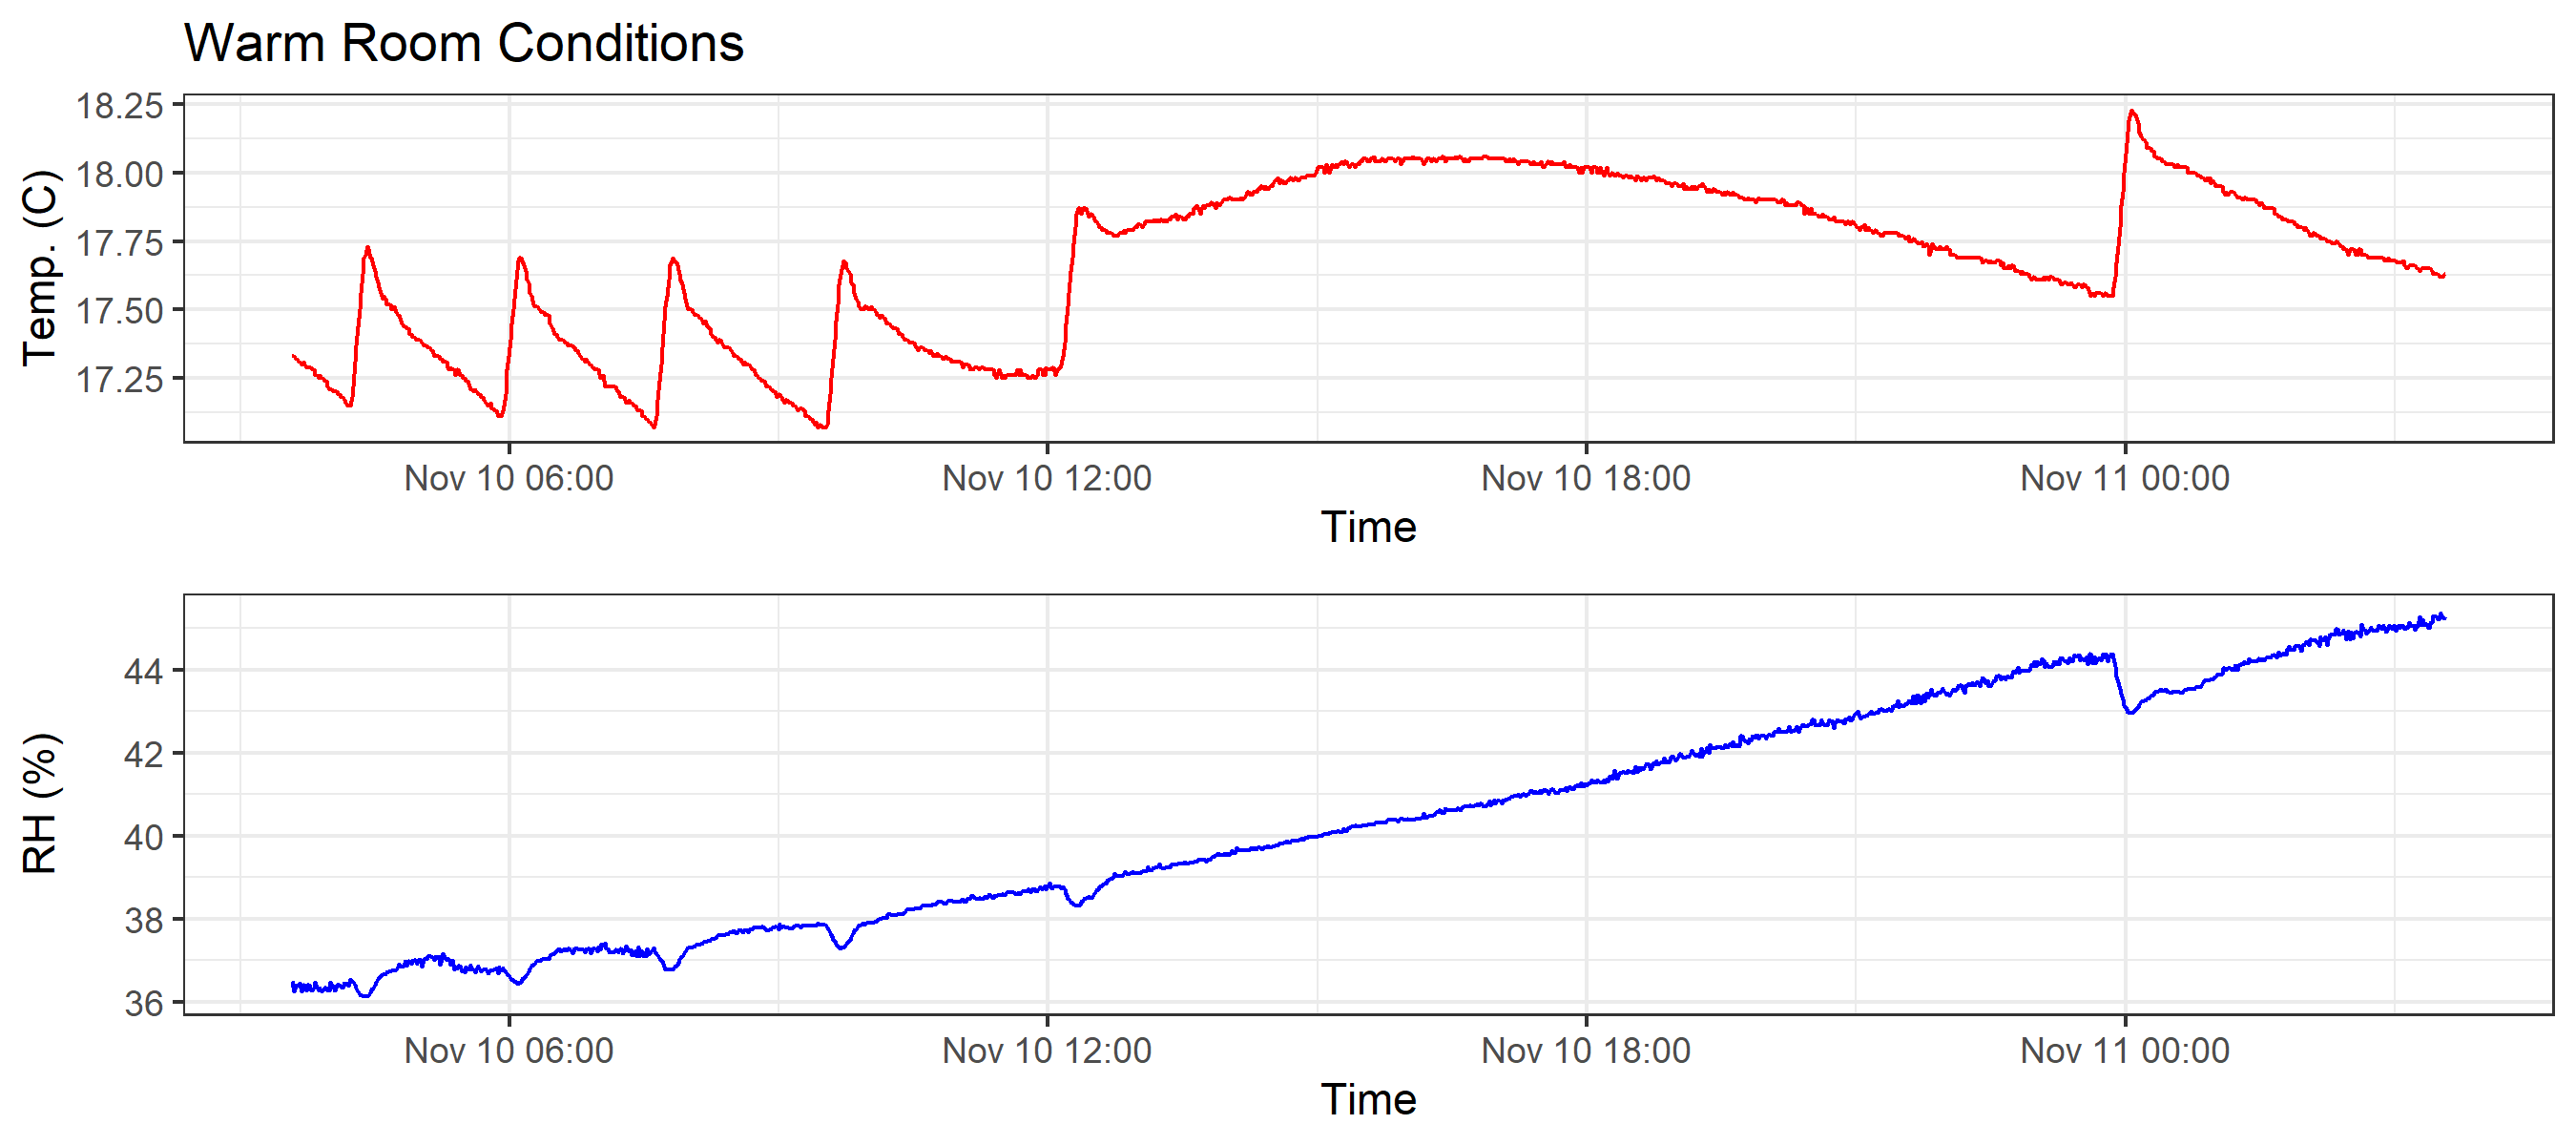 Warm Room Conditions
Temp. (C)
18.25
18.00
17.75
17.50
17.25
Nov 10 06:00 Nov 10 12:00 Nov 10 18:00 Nov 11 00:00
Time
RH (%)
44
42
40
38
36
Nov 10 06:00 Nov 10 12:00 Nov 10 18:00 Nov 11 00:00
Time